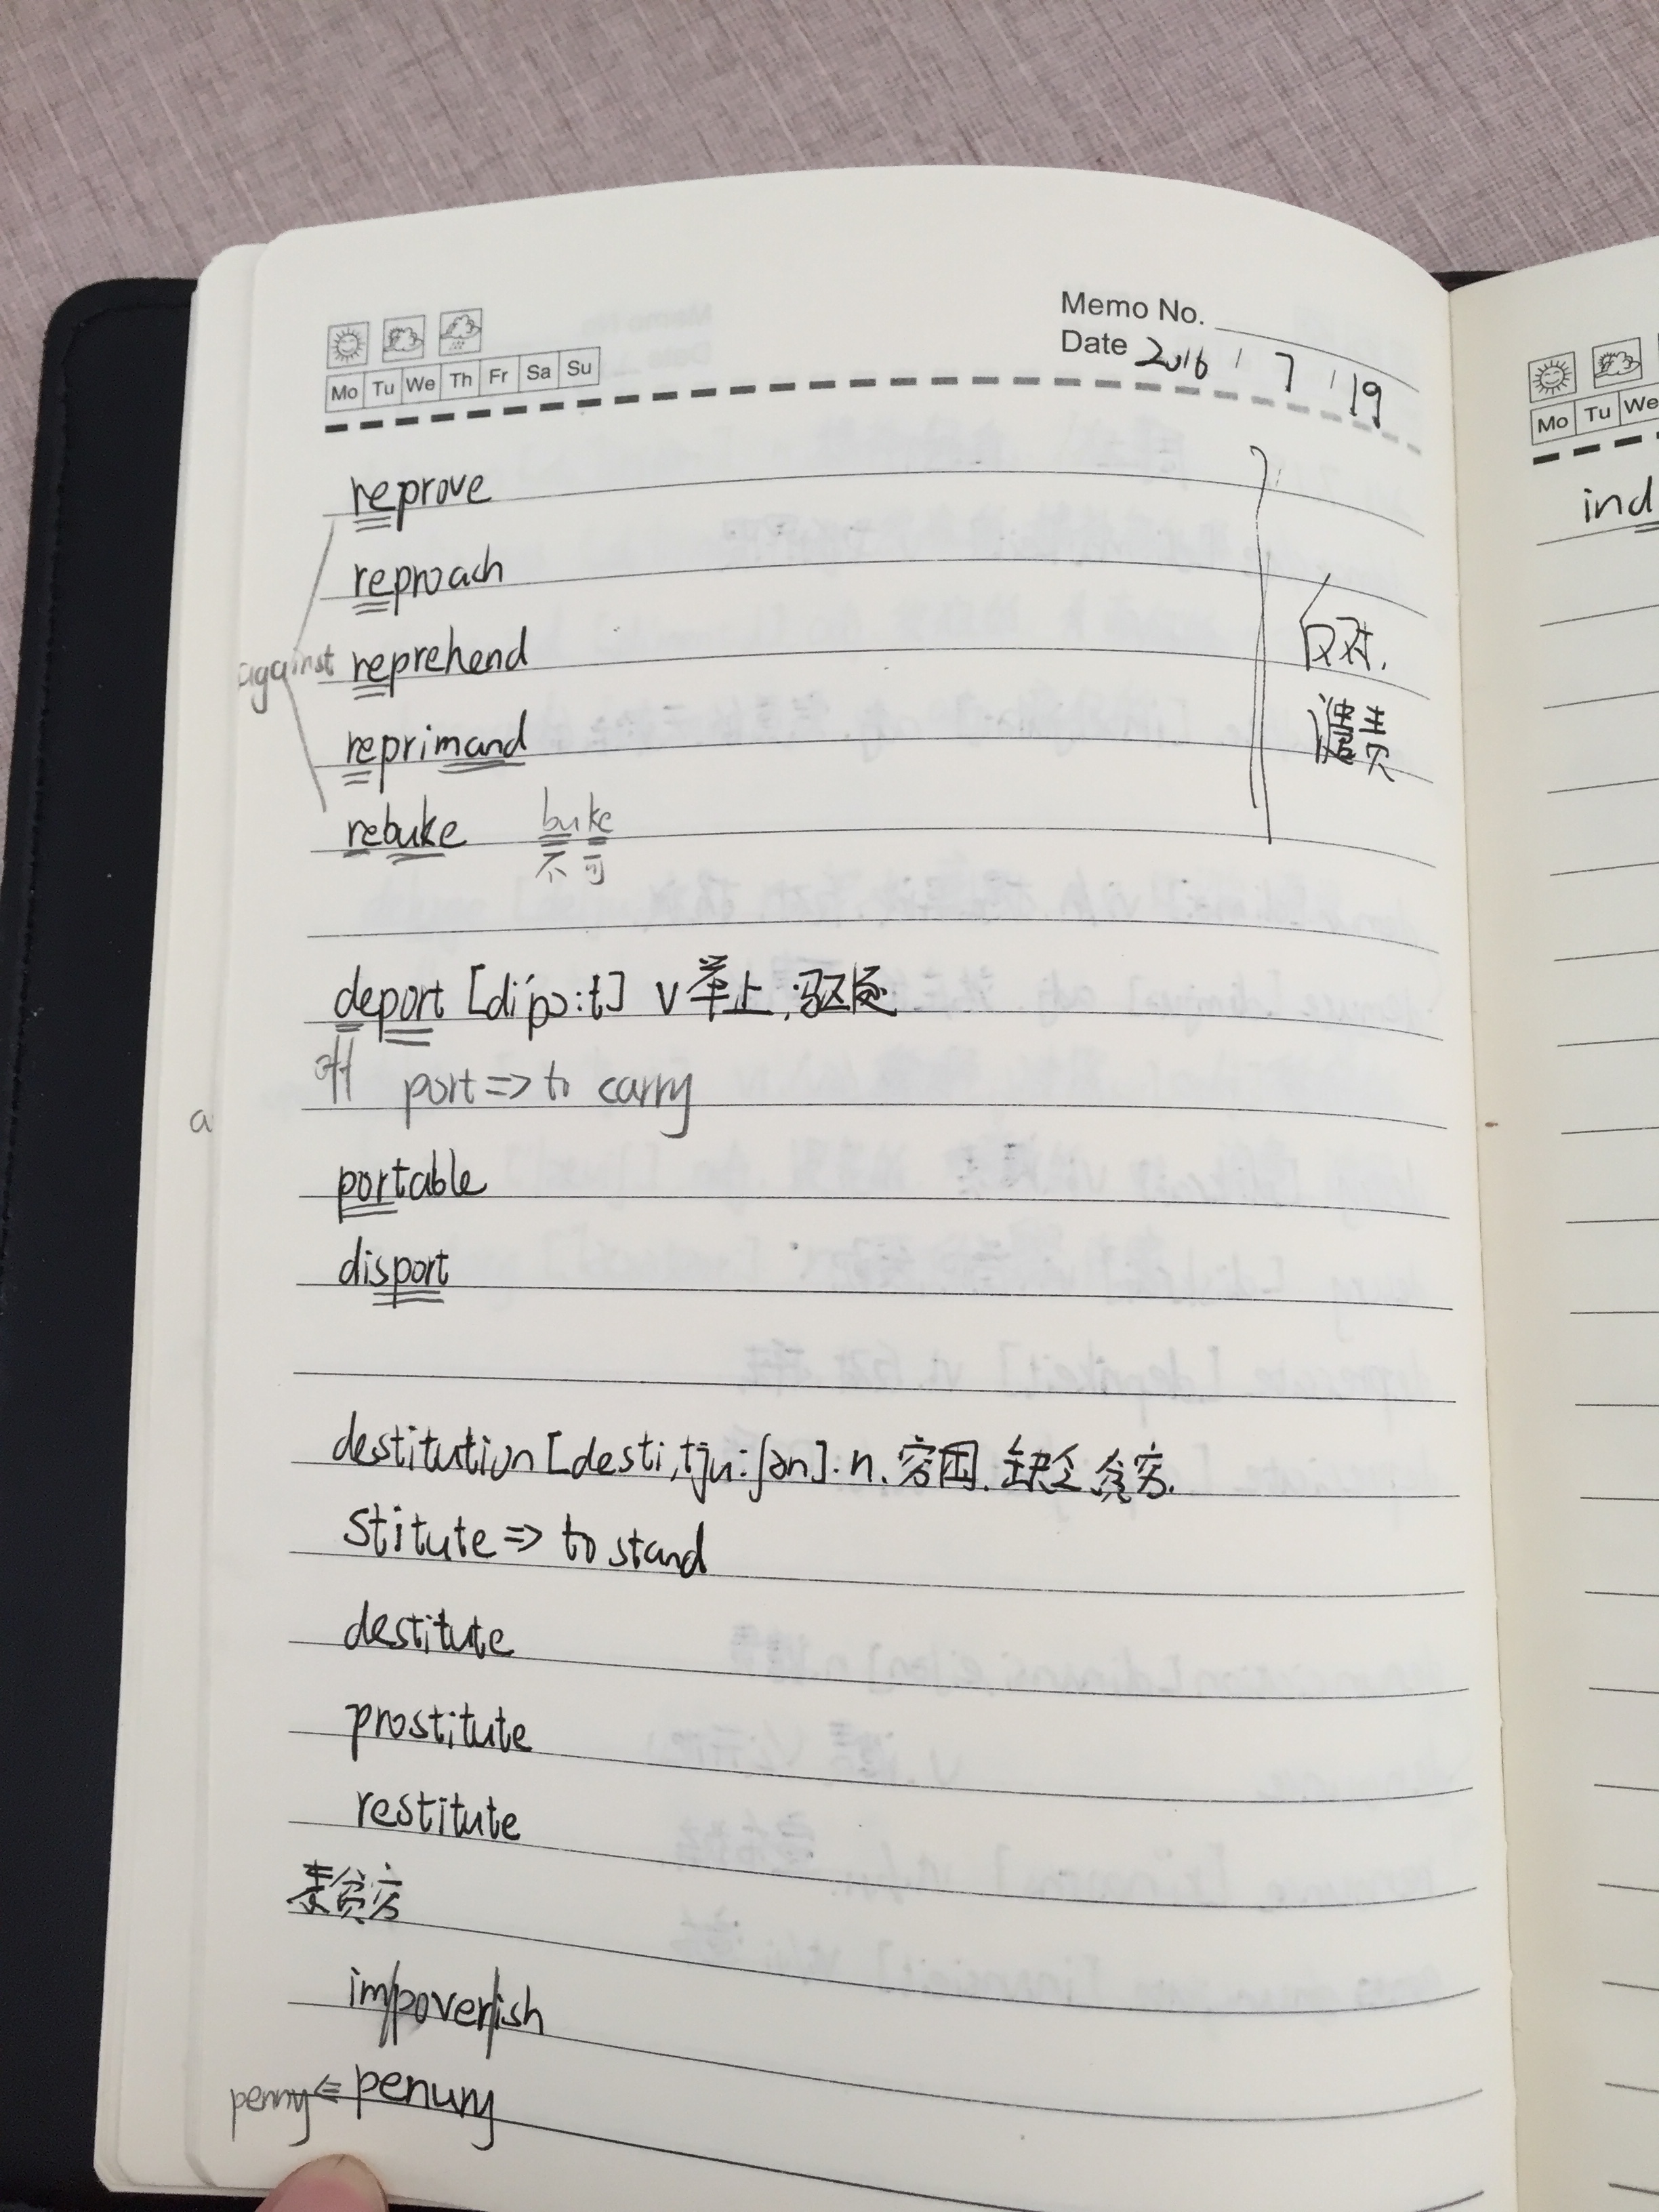 Memo No.
Mo Tu We Th Fr Sa Su
Date 2016 / 7 / 19
reprove
reproach
against reprehend
反对.
reprimand
谴责
rebuke buke
不可
deport [di'pɔ:t] v 举止,驱逐
off port => to carry
a
portable
disport
destitution [desti,tju:ʃən]. n. 穷困. 缺乏 贫穷.
stitute => to stand
destitute
prostitute
restitute
表贫穷
im/pover/ish
penny <= penury
Mo Tu We
ind